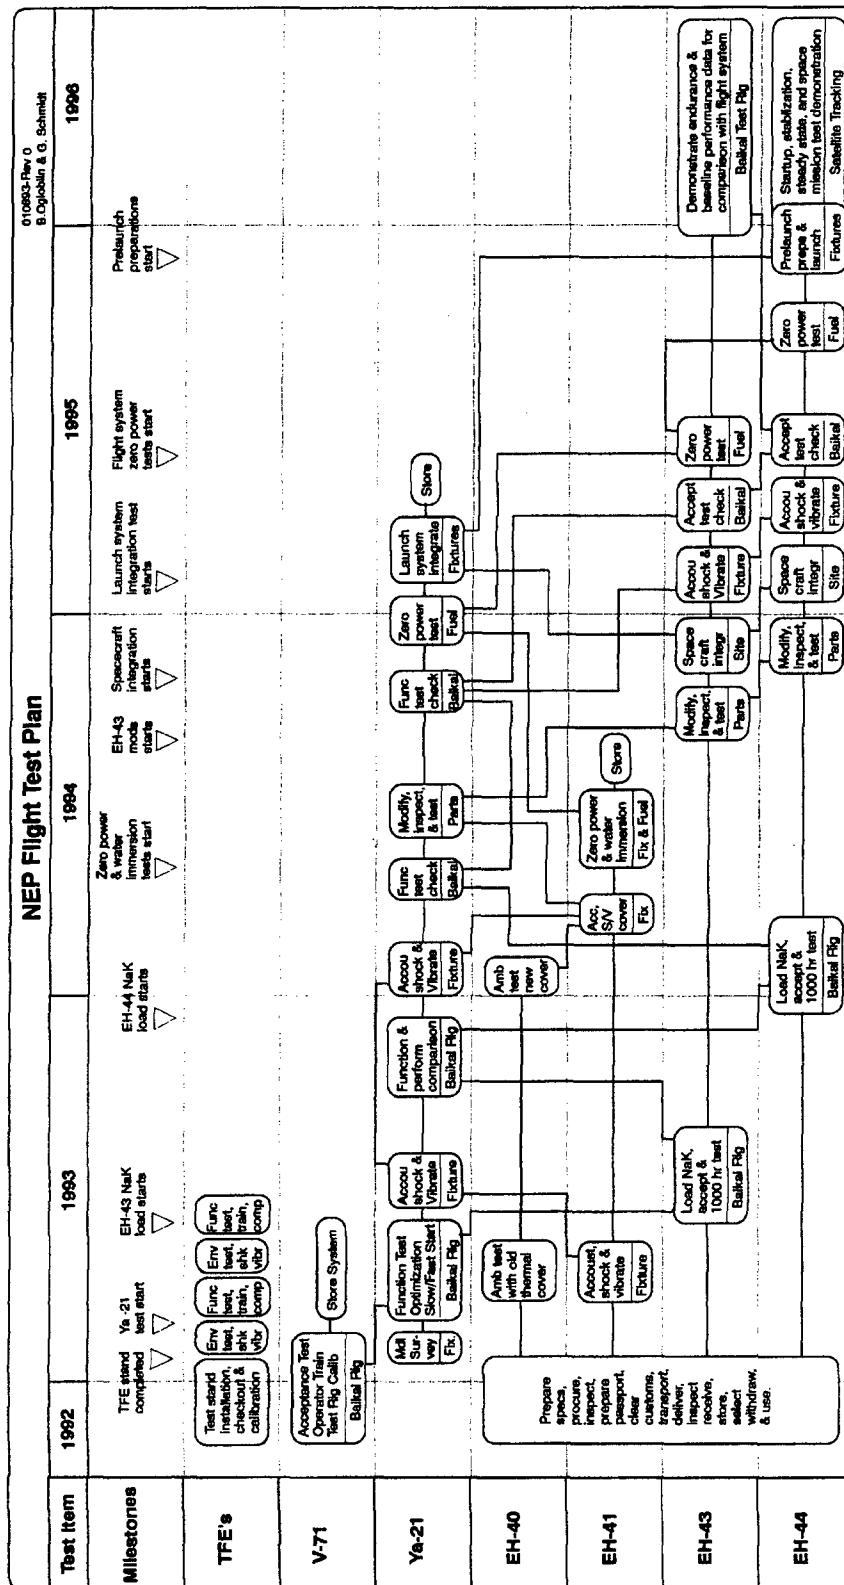 NEP Flight Test Plan
010893-Rev 0
B.Ogloblin & G. Schmidt
Test Item
1992
1993
1994
1995
1996
Milestones
TFE stand
completed
Ya-21
test start
EH-43 NaK
load starts
EH-44 NaK
load starts
Zero power
& water
immersion
tests start
EH-43
mods
starts
Spacecraft
integration
starts
Launch system
integration test
starts
Flight system
zero power
tests start
Prelaunch
preparations
start
TFE's
Test stand
installation,
checkout &
calibration
Env
test,
shk
vibr
Func
test,
train,
comp
Env
test,
shk
vibr
Func
test,
train,
comp
V-71
Acceptance Test
Operator Train
Test Rig Calib
Baikal Rig
Store System
Ya-21
Mdl
Sur-
vey
Fix.
Function Test
Optimization
Slow/Fast Start
Baikal Rig
Accou
shock &
Vibrate
Fixture
Function &
perform
comparison
Baikal Rig
Accou
shock &
Vibrate
Fixture
Func
test
check
Baikal
Modify,
inspect,
& test
Parts
Func
test
check
Baikal
Zero
power
test
Fuel
Launch
system
integrate
Fixtures
Store
EH-40
Prepare
specs,
procure,
inspect,
prepare
passport,
clear
customs,
transport,
deliver,
inspect
receive,
store,
select
withdraw,
& use.
Amb test
with old
thermal
cover
Amb
test
new
cover
EH-41
Accoust,
shock &
vibrate
Fixture
Acc,
S/V
cover
Fix
Zero power
& water
immersion
Fix & Fuel
Store
EH-43
Load NaK,
accept &
1000 hr test
Baikal Rig
Modify,
inspect,
& test
Parts
Space
craft
integr
Site
Accou
shock &
Vibrate
Fixture
Accept
test
check
Baikal
Zero
power
test
Fuel
Demonstrate endurance &
baseline performance data for
comparison with flight system
Baikal Test Rig
EH-44
Load NaK,
accept &
1000 hr test
Baikal Rig
Modify,
inspect,
& test
Parts
Space
craft
integr
Site
Accou
shock &
vibrate
Fixture
Accept
test
check
Baikal
Zero
power
test
Fuel
Prelaunch
preps &
launch
Fixtures
Startup, stabilization,
steady state, and space
mission test demonstration
Satellite Tracking